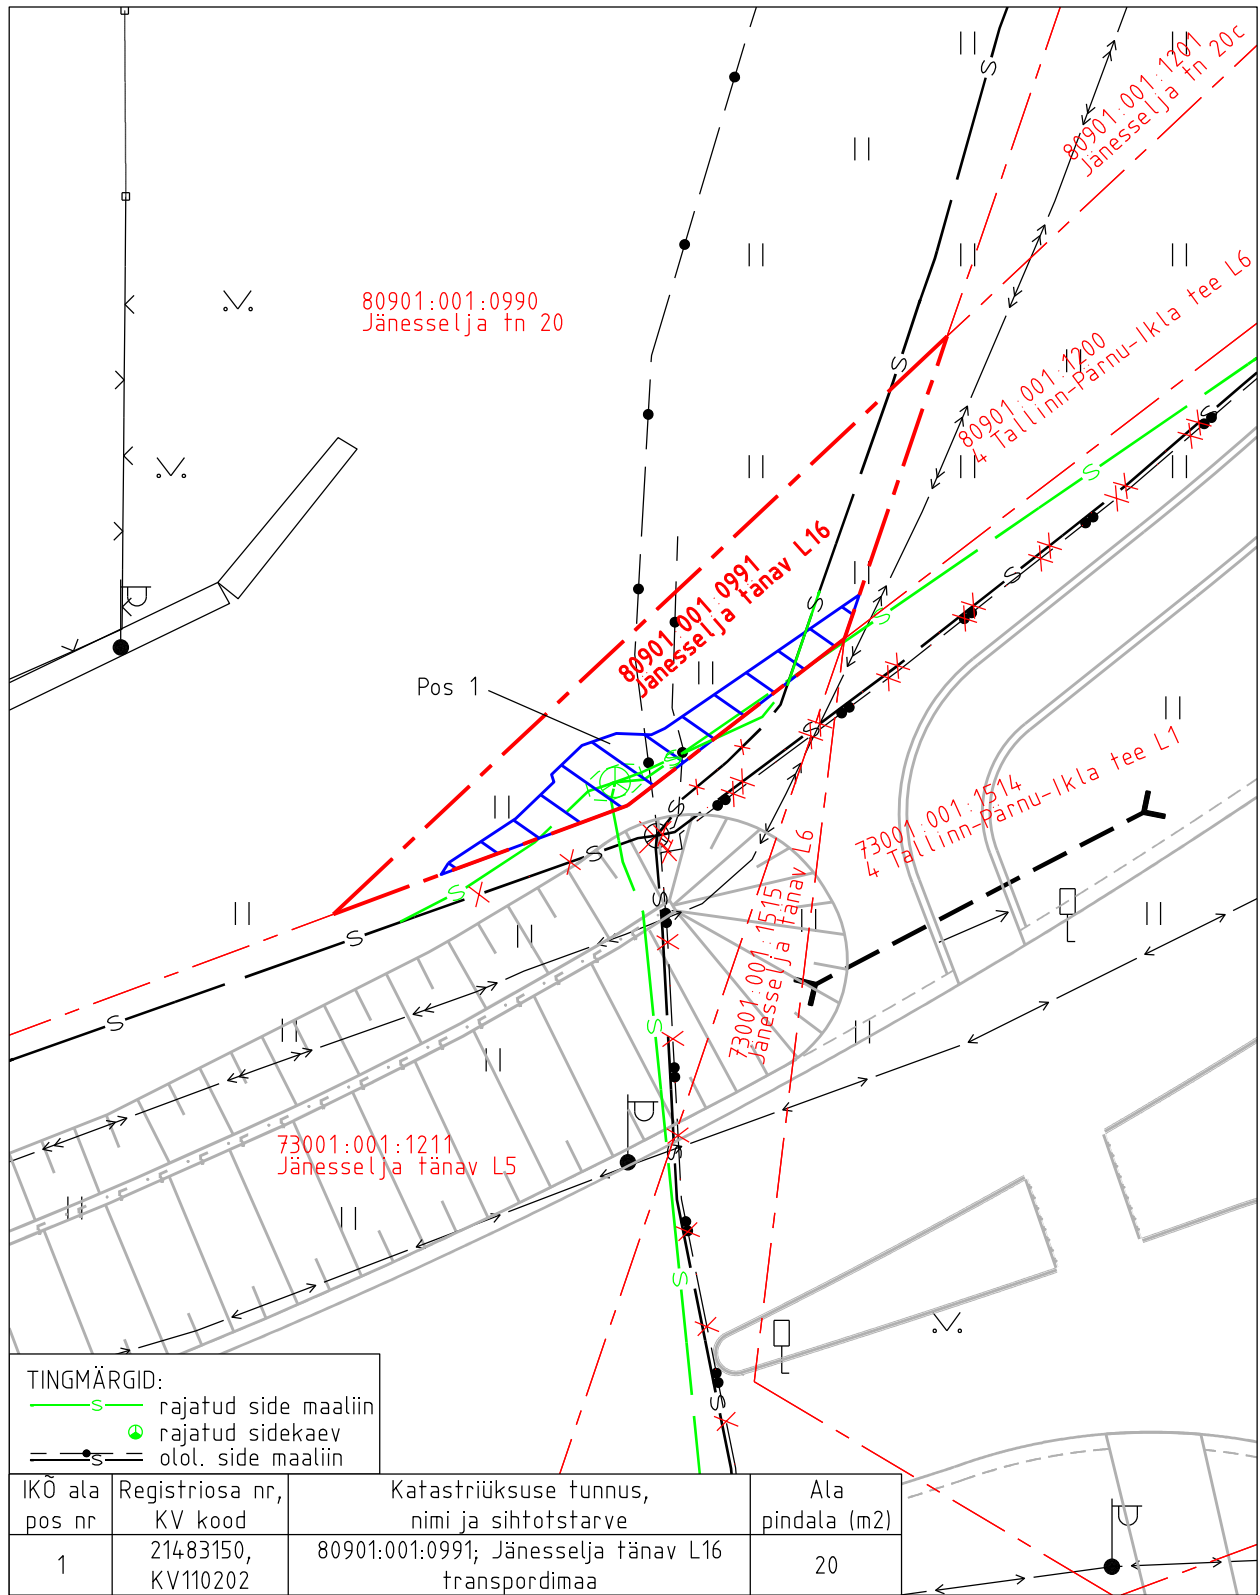 80901:001:1201
Jänesselja tn 20c
80901:001:0990
Jänesselja tn 20
80901:001:1200
4 Tallinn-Pärnu-Ikla tee L6
80901:001:0991
Jänesselja tänav L16
Pos 1
73001:001:1514
4 Tallinn-Pärnu-Ikla tee L1
73001:001:1515
Jänesselja tänav L6
73001:001:1211
Jänesselja tänav L5
TINGMÄRGID:
S rajatud side maaliin
rajatud sidekaev
S olol. side maaliin
IKÕ ala pos nr
Registriosa nr, KV kood
Katastriüksuse tunnus, nimi ja sihtotstarve
Ala pindala (m2)
1
21483150, KV110202
80901:001:0991; Jänesselja tänav L16 transpordimaa
20